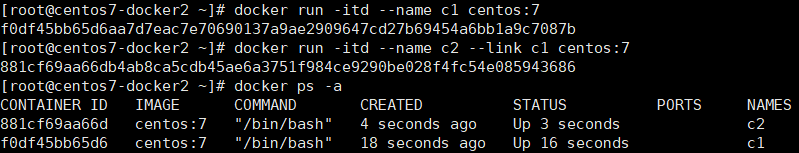 [root@centos7-docker2 ~]# docker run -itd --name c1 centos:7
f0df45bb65d6aa7d7eac7e70690137a9ae2909647cd27b69454a6bb1a9c7087b
[root@centos7-docker2 ~]# docker run -itd --name c2 --link c1 centos:7
881cf69aa66db4ab8ca5cdb45ae6a3751f984ce9290be028f4fc54e085943686
[root@centos7-docker2 ~]# docker ps -a
CONTAINER ID   IMAGE      COMMAND       CREATED          STATUS          PORTS     NAMES
881cf69aa66d   centos:7   "/bin/bash"   4 seconds ago    Up 3 seconds              c2
f0df45bb65d6   centos:7   "/bin/bash"   18 seconds ago   Up 16 seconds             c1